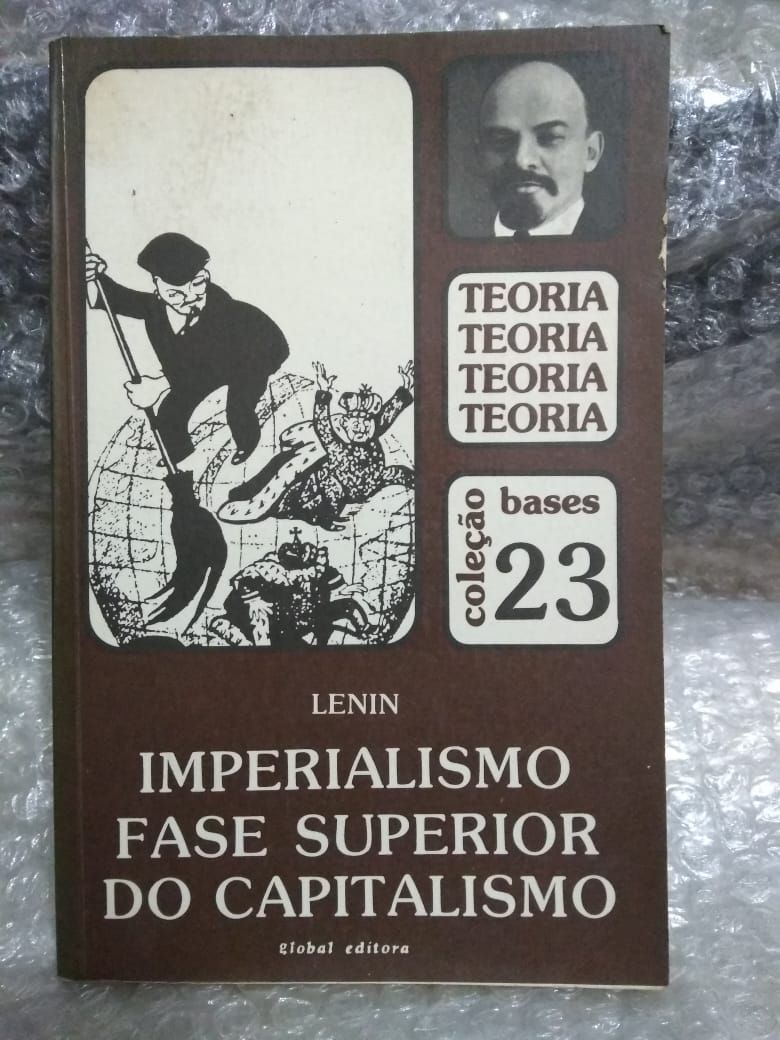 TEORIA
TEORIA
TEORIA
TEORIA
coleção
bases
23
LENIN
IMPERIALISMO
FASE SUPERIOR
DO CAPITALISMO
global editora